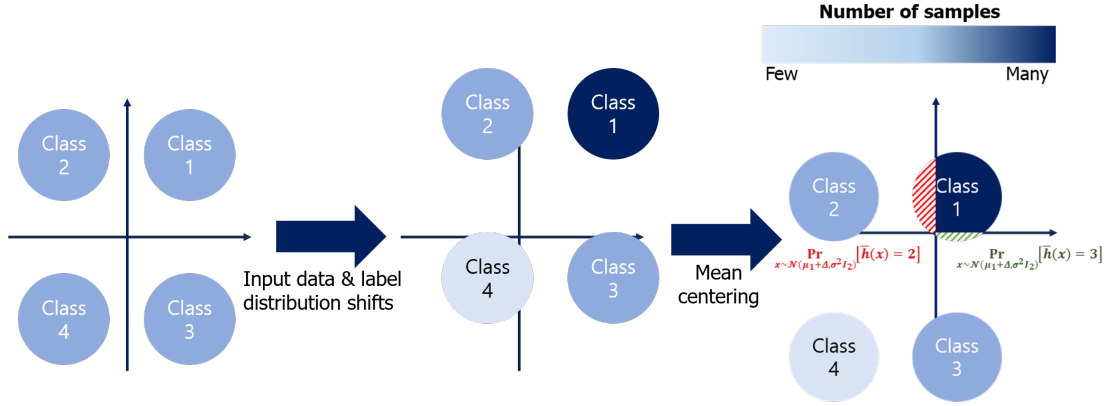 Number of samples
Few
Many
Class
2
Class
1
Class
4
Class
3
Input data & label
distribution shifts
Class
2
Class
1
Class
4
Class
3
Mean
centering
Class
2
Class
1
Pr [h̅(x) = 2]
x~𝒩(μ₁+Δ,σ²I₂)
Pr [h̅(x) = 3]
x~𝒩(μ₁+Δ,σ²I₂)
Class
4
Class
3